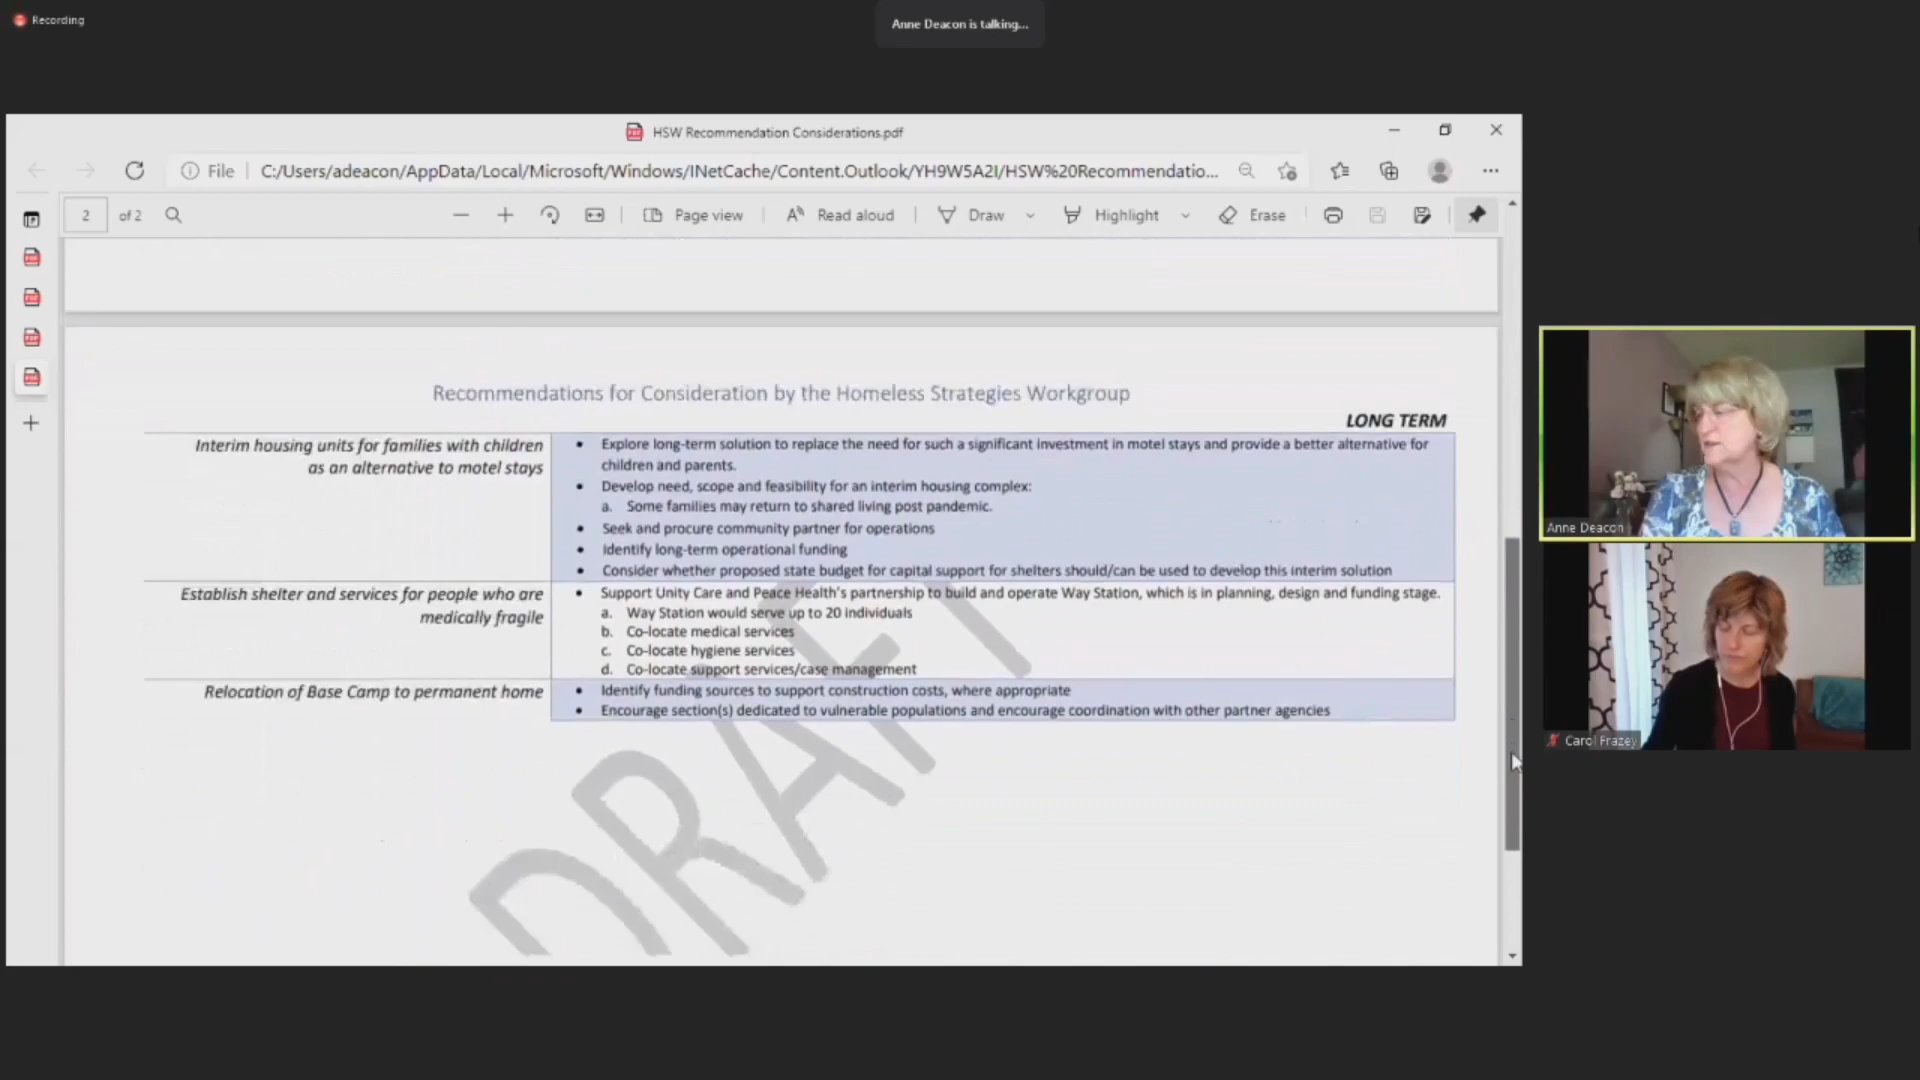 Recording
Anne Deacon is talking...
HSW Recommendation Considerations.pdf
File C:/Users/adeacon/AppData/Local/Microsoft/Windows/INetCache/Content.Outlook/YH9W5A2I/HSW%20Recommendatio...
2 of 2 Page view Read aloud Draw Highlight Erase
Recommendations for Consideration by the Homeless Strategies Workgroup
LONG TERM
Interim housing units for families with children
as an alternative to motel stays
• Explore long-term solution to replace the need for such a significant investment in motel stays and provide a better alternative for
children and parents.
• Develop need, scope and feasibility for an interim housing complex:
a. Some families may return to shared living post pandemic.
• Seek and procure community partner for operations
• Identify long-term operational funding
• Consider whether proposed state budget for capital support for shelters should/can be used to develop this interim solution
Establish shelter and services for people who are
medically fragile
• Support Unity Care and Peace Health's partnership to build and operate Way Station, which is in planning, design and funding stage.
a. Way Station would serve up to 20 individuals
b. Co-locate medical services
c. Co-locate hygiene services
d. Co-locate support services/case management
Relocation of Base Camp to permanent home
• Identify funding sources to support construction costs, where appropriate
• Encourage section(s) dedicated to vulnerable populations and encourage coordination with other partner agencies
DRAFT
Anne Deacon
Carol Frazey